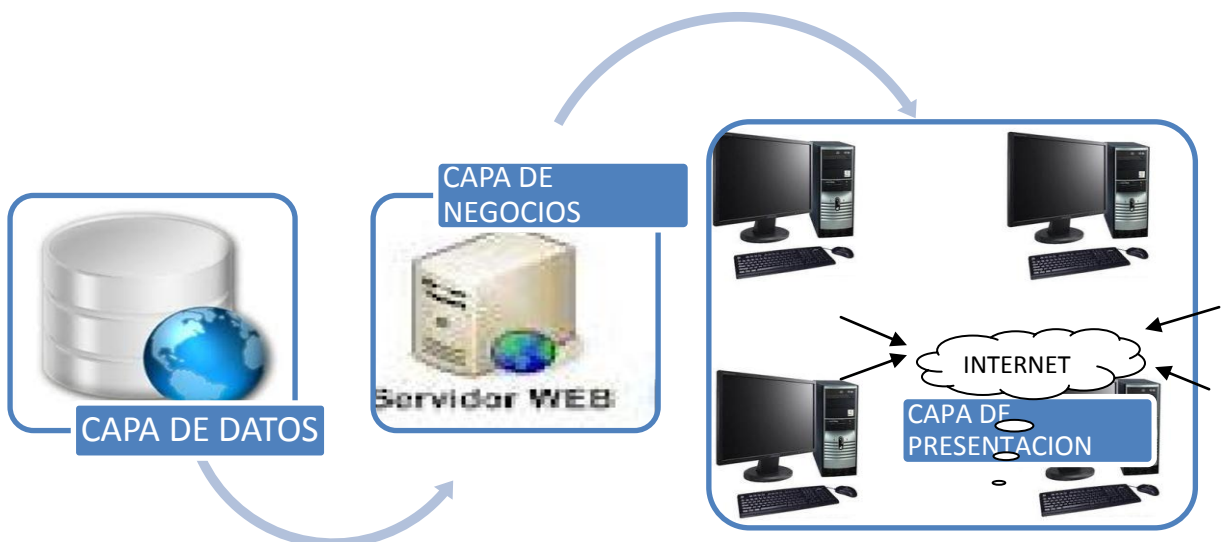 CAPA DE DATOS
CAPA DE
NEGOCIOS
Servidor WEB
INTERNET
CAPA DE
PRESENTACION